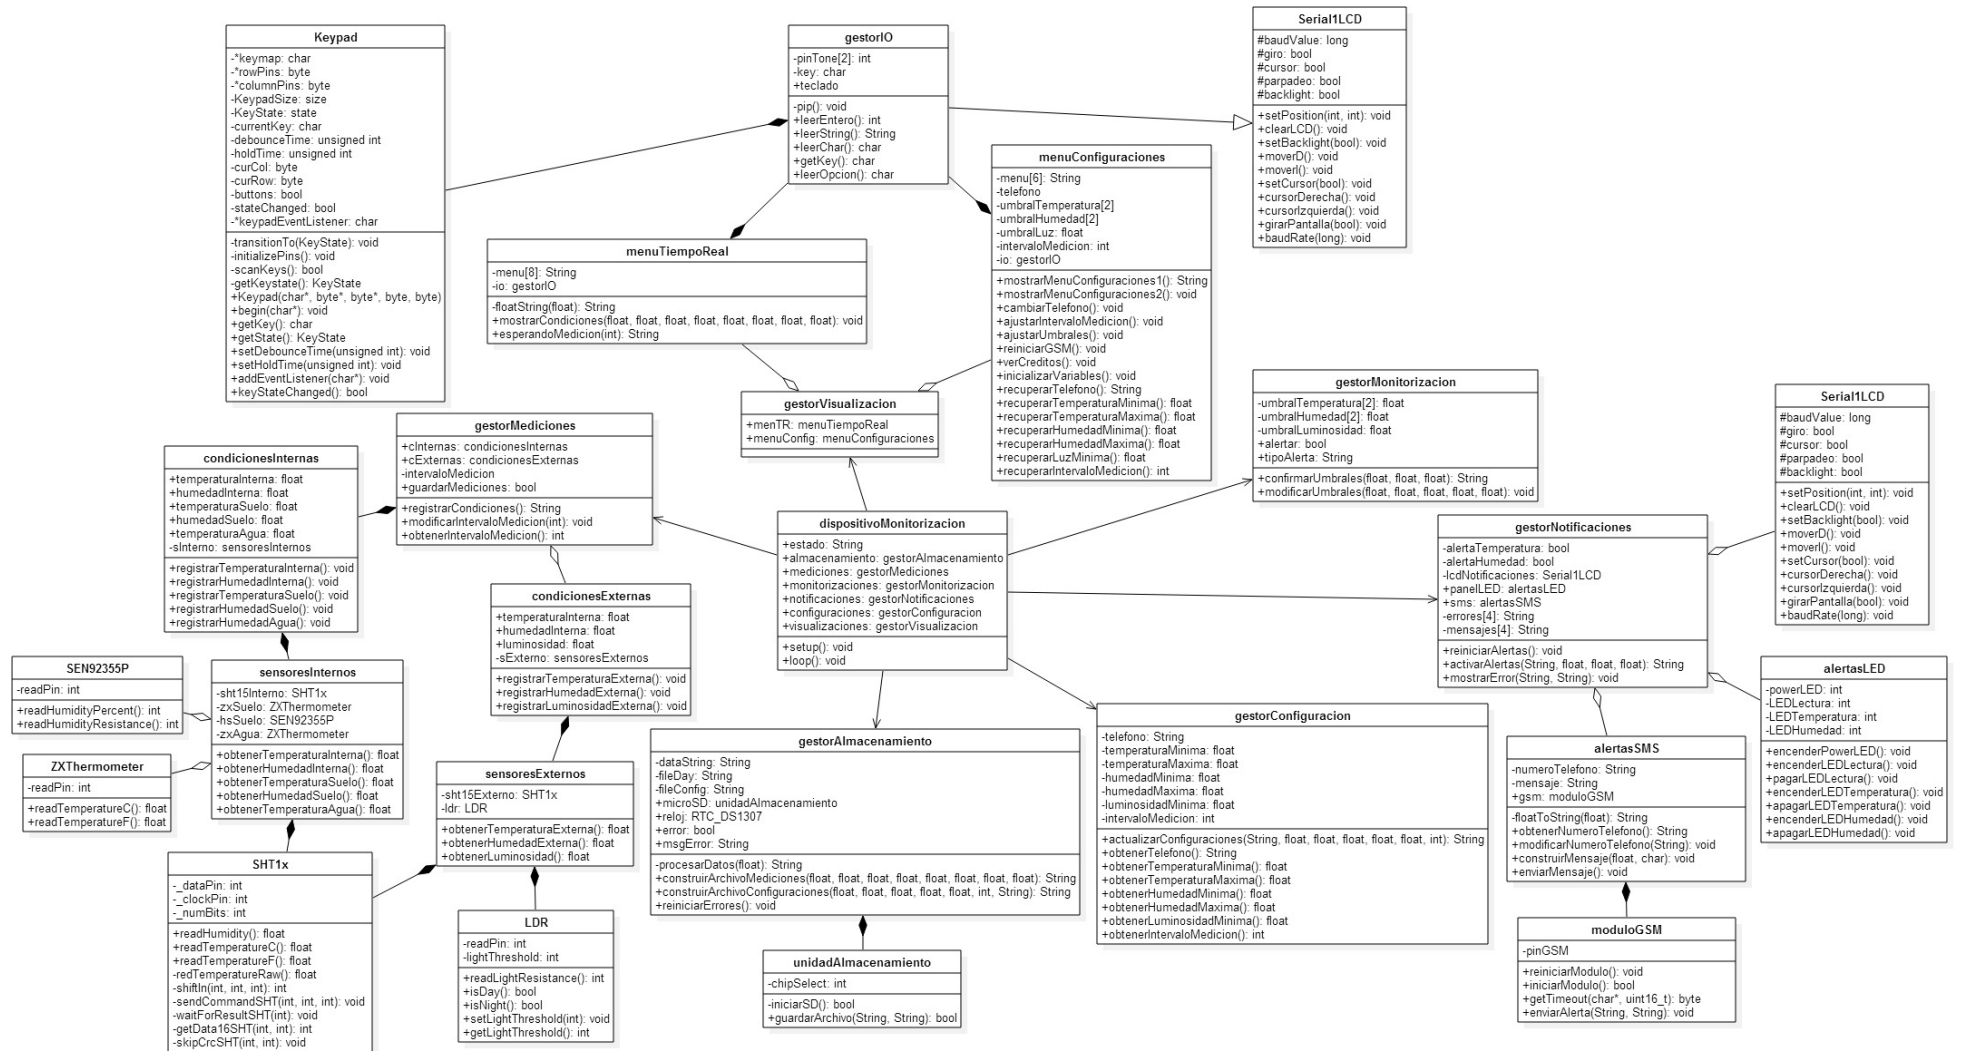 Keypad
-*keymap: char
-*rowPins: byte
-*columnPins: byte
-KeypadSize: size
-KeyState: state
-currentKey: char
-debounceTime: unsigned int
-holdTime: unsigned int
-curCol: byte
-curRow: byte
-buttons: bool
-stateChanged: bool
-*keypadEventListener: char
-transitionTo(KeyState): void
-initializePins(): void
-scanKeys(): bool
-getKeystate(): KeyState
+Keypad(char*, byte*, byte*, byte, byte)
+begin(char*): void
+getKey(): char
+getState(): KeyState
+setDebounceTime(unsigned int): void
+setHoldTime(unsigned int): void
+addEventListener(char*): void
+keyStateChanged(): bool
gestorIO
-pinTone[2]: int
-key: char
+teclado
-pip(): void
+leerEntero(): int
+leerString(): String
+leerChar(): char
+getKey(): char
+leerOpcion(): char
Serial1LCD
#baudValue: long
#giro: bool
#cursor: bool
#parpadeo: bool
#backlight: bool
+setPosition(int, int): void
+clearLCD(): void
+setBacklight(bool): void
+moverD(): void
+moverI(): void
+setCursor(bool): void
+cursorDerecha(): void
+cursorIzquierda(): void
+girarPantalla(bool): void
+baudRate(long): void
menuConfiguraciones
-menu[6]: String
-telefono
-umbralTemperatura[2]
-umbralHumedad[2]
-umbralLuz: float
-intervaloMedicion: int
-io: gestorIO
+mostrarMenuConfiguraciones1(): String
+mostrarMenuConfiguraciones2(): void
+cambiarTelefono(): void
+ajustarIntervaloMedicion(): void
+ajustarUmbrales(): void
+reiniciarGSM(): void
+verCreditos(): void
+inicializarVariables(): void
+recuperarTelefono(): String
+recuperarTemperaturaMinima(): float
+recuperarTemperaturaMaxima(): float
+recuperarHumedadMinima(): float
+recuperarHumedadMaxima(): float
+recuperarLuzMinima(): float
+recuperarIntervaloMedicion(): int
menuTiempoReal
-menu[8]: String
-io: gestorIO
-floatString(float): String
+mostrarCondiciones(float, float, float, float, float, float, float, float): void
+esperandoMedicion(int): String
gestorVisualizacion
+menTR: menuTiempoReal
+menuConfig: menuConfiguraciones
gestorMonitorizacion
-umbralTemperatura[2]: float
-umbralHumedad[2]: float
-umbralLuminosidad: float
+alertar: bool
+tipoAlerta: String
+confirmarUmbrales(float, float, float): String
+modificarUmbrales(float, float, float, float, float): void
Serial1LCD
#baudValue: long
#giro: bool
#cursor: bool
#parpadeo: bool
#backlight: bool
+setPosition(int, int): void
+clearLCD(): void
+setBacklight(bool): void
+moverD(): void
+moverI(): void
+setCursor(bool): void
+cursorDerecha(): void
+cursorIzquierda(): void
+girarPantalla(bool): void
+baudRate(long): void
gestorMediciones
+cInternas: condicionesInternas
+cExternas: condicionesExternas
-intervaloMedicion
+guardarMediciones: bool
+registrarCondiciones(): String
+modificarIntervaloMedicion(int): void
+obtenerIntervaloMedicion(): int
condicionesInternas
+temperaturaInterna: float
+humedadInterna: float
+temperaturaSuelo: float
+humedadSuelo: float
+temperaturaAgua: float
-sInterno: sensoresInternos
+registrarTemperaturaInterna(): void
+registrarHumedadInterna(): void
+registrarTemperaturaSuelo(): void
+registrarHumedadSuelo(): void
+registrarHumedadAgua(): void
dispositivoMonitorizacion
+estado: String
+almacenamiento: gestorAlmacenamiento
+mediciones: gestorMediciones
+monitorizaciones: gestorMonitorizacion
+notificaciones: gestorNotificaciones
+configuraciones: gestorConfiguracion
+visualizaciones: gestorVisualizacion
+setup(): void
+loop(): void
gestorNotificaciones
-alertaTemperatura: bool
-alertaHumedad: bool
-lcdNotificaciones: Serial1LCD
+panelLED: alertasLED
+sms: alertasSMS
-errores[4]: String
-mensajes[4]: String
+reiniciarAlertas(): void
+activarAlertas(String, float, float, float): String
+mostrarError(String, String): void
condicionesExternas
+temperaturaInterna: float
+humedadInterna: float
+luminosidad: float
-sExterno: sensoresExternos
+registrarTemperaturaExterna(): void
+registrarHumedadExterna(): void
+registrarLuminosidadExterna(): void
SEN92355P
-readPin: int
+readHumidityPercent(): int
+readHumidityResistance(): int
sensoresInternos
-sht15Interno: SHT1x
-zxSuelo: ZXThermometer
-hsSuelo: SEN92355P
-zxAgua: ZXThermometer
+obtenerTemperaturaInterna(): float
+obtenerHumedadInterna(): float
+obtenerTemperaturaSuelo(): float
+obtenerHumedadSuelo(): float
+obtenerTemperaturaAgua(): float
ZXThermometer
-readPin: int
+readTemperatureC(): float
+readTemperatureF(): float
alertasLED
-powerLED: int
-LEDLectura: int
-LEDTemperatura: int
-LEDHumedad: int
+encenderPowerLED(): void
+encenderLEDLectura(): void
+pagarLEDLectura(): void
+encenderLEDTemperatura(): void
+apagarLEDTemperatura(): void
+encenderLEDHumedad(): void
+apagarLEDHumedad(): void
gestorConfiguracion
-telefono: String
-temperaturaMinima: float
-temperaturaMaxima: float
-humedadMinima: float
-humedadMaxima: float
-luminosidadMinima: float
-intervaloMedicion: int
+actualizarConfiguraciones(String, float, float, float, float, float, int): String
+obtenerTelefono(): String
+obtenerTemperaturaMinima(): float
+obtenerTemperaturaMaxima(): float
+obtenerHumedadMinima(): float
+obtenerHumedadMaxima(): float
+obtenerLuminosidadMinima(): float
+obtenerIntervaloMedicion(): int
gestorAlmacenamiento
-dataString: String
-fileDay: String
-fileConfig: String
+microSD: unidadAlmacenamiento
+reloj: RTC_DS1307
+error: bool
+msgError: String
-procesarDatos(float): String
+construirArchivoMediciones(float, float, float, float, float, float, float, float): String
+construirArchivoConfiguraciones(float, float, float, float, float, int, String): String
+reiniciarErrores(): void
alertasSMS
-numeroTelefono: String
-mensaje: String
+gsm: moduloGSM
-floatToString(float): String
+obtenerNumeroTelefono(): String
+modificarNumeroTelefono(String): void
+construirMensaje(float, char): void
+enviarMensaje(): void
sensoresExternos
-sht15Externo: SHT1x
-ldr: LDR
+obtenerTemperaturaExterna(): float
+obtenerHumedadExterna(): float
+obtenerLuminosidad(): float
SHT1x
-_dataPin: int
-_clockPin: int
-_numBits: int
+readHumidity(): float
+readTemperatureC(): float
+readTemperatureF(): float
-redTemperatureRaw(): float
-shiftIn(int, int, int): int
-sendCommandSHT(int, int, int): void
-waitForResultSHT(int): void
-getData16SHT(int, int): int
-skipCrcSHT(int, int): void
LDR
-readPin: int
-lightThreshold: int
+readLightResistance(): int
+isDay(): bool
+isNight(): bool
+setLightThreshold(int): void
+getLightThreshold(): int
unidadAlmacenamiento
-chipSelect: int
-iniciarSD(): bool
+guardarArchivo(String, String): bool
moduloGSM
-pinGSM
+reiniciarModulo(): void
+iniciarModulo(): bool
+getTimeout(char*, uint16_t): byte
+enviarAlerta(String, String): void